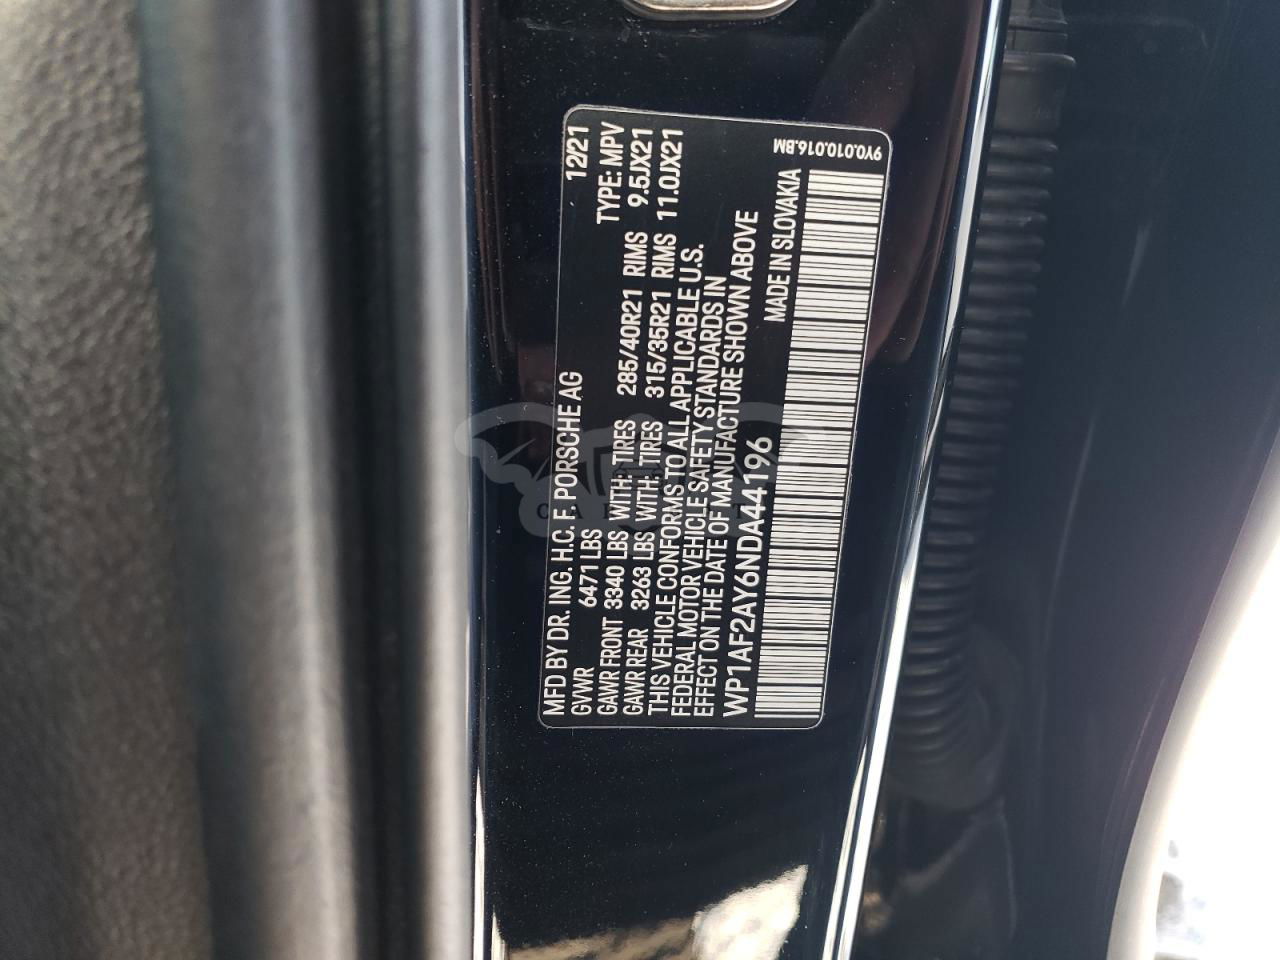 MFD BY DR. ING. H.C. F. PORSCHE AG 12/21
GVWR 6471 LBS TYPE: MPV
GAWR FRONT 3340 LBS WITH: TIRES 285/40R21 RIMS 9.5JX21
GAWR REAR 3263 LBS WITH: TIRES 315/35R21 RIMS 11.0JX21
THIS VEHICLE CONFORMS TO ALL APPLICABLE U.S.
FEDERAL MOTOR VEHICLE SAFETY STANDARDS IN
EFFECT ON THE DATE OF MANUFACTURE SHOWN ABOVE
WP1AF2AY6NDA44196 MADE IN SLOVAKIA
9Y0.010.016.BM